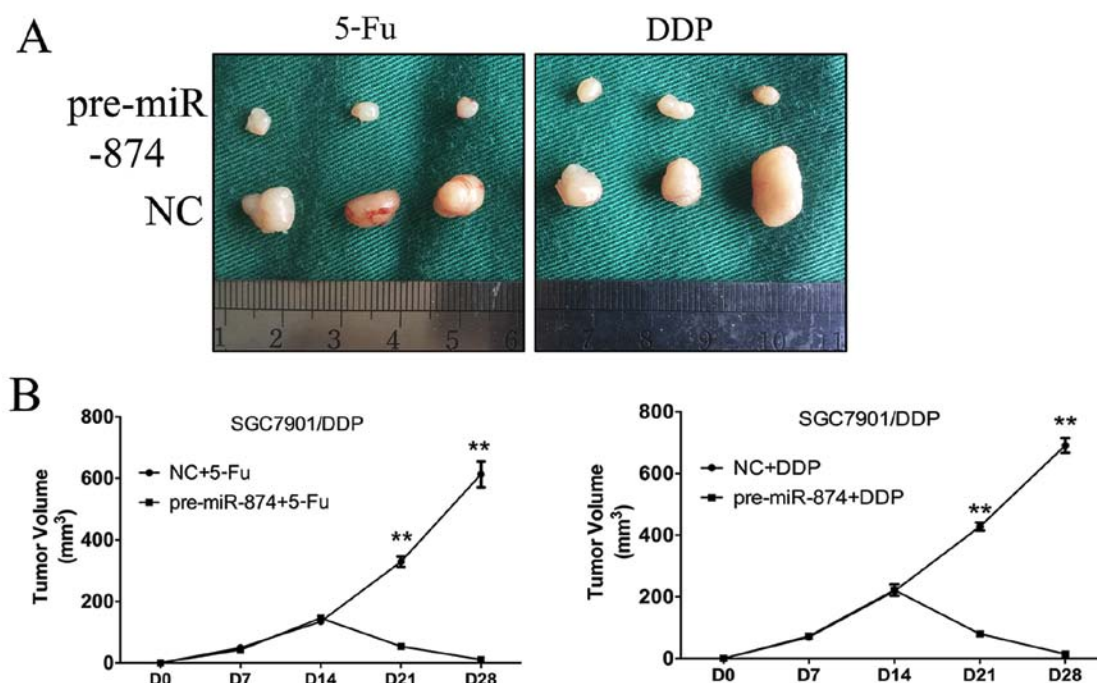 A
5-Fu
DDP
pre-miR
-874
NC
1 2 3 4 5 6
7 8 9 10 11
B
800
600
400
200
0
Tumor Volume
(mm³)
SGC7901/DDP
NC+5-Fu
pre-miR-874+5-Fu
**
**
D0 D7 D14 D21 D28
800
600
400
200
0
Tumor Volume
(mm³)
SGC7901/DDP
NC+DDP
pre-miR-874+DDP
**
**
D0 D7 D14 D21 D28